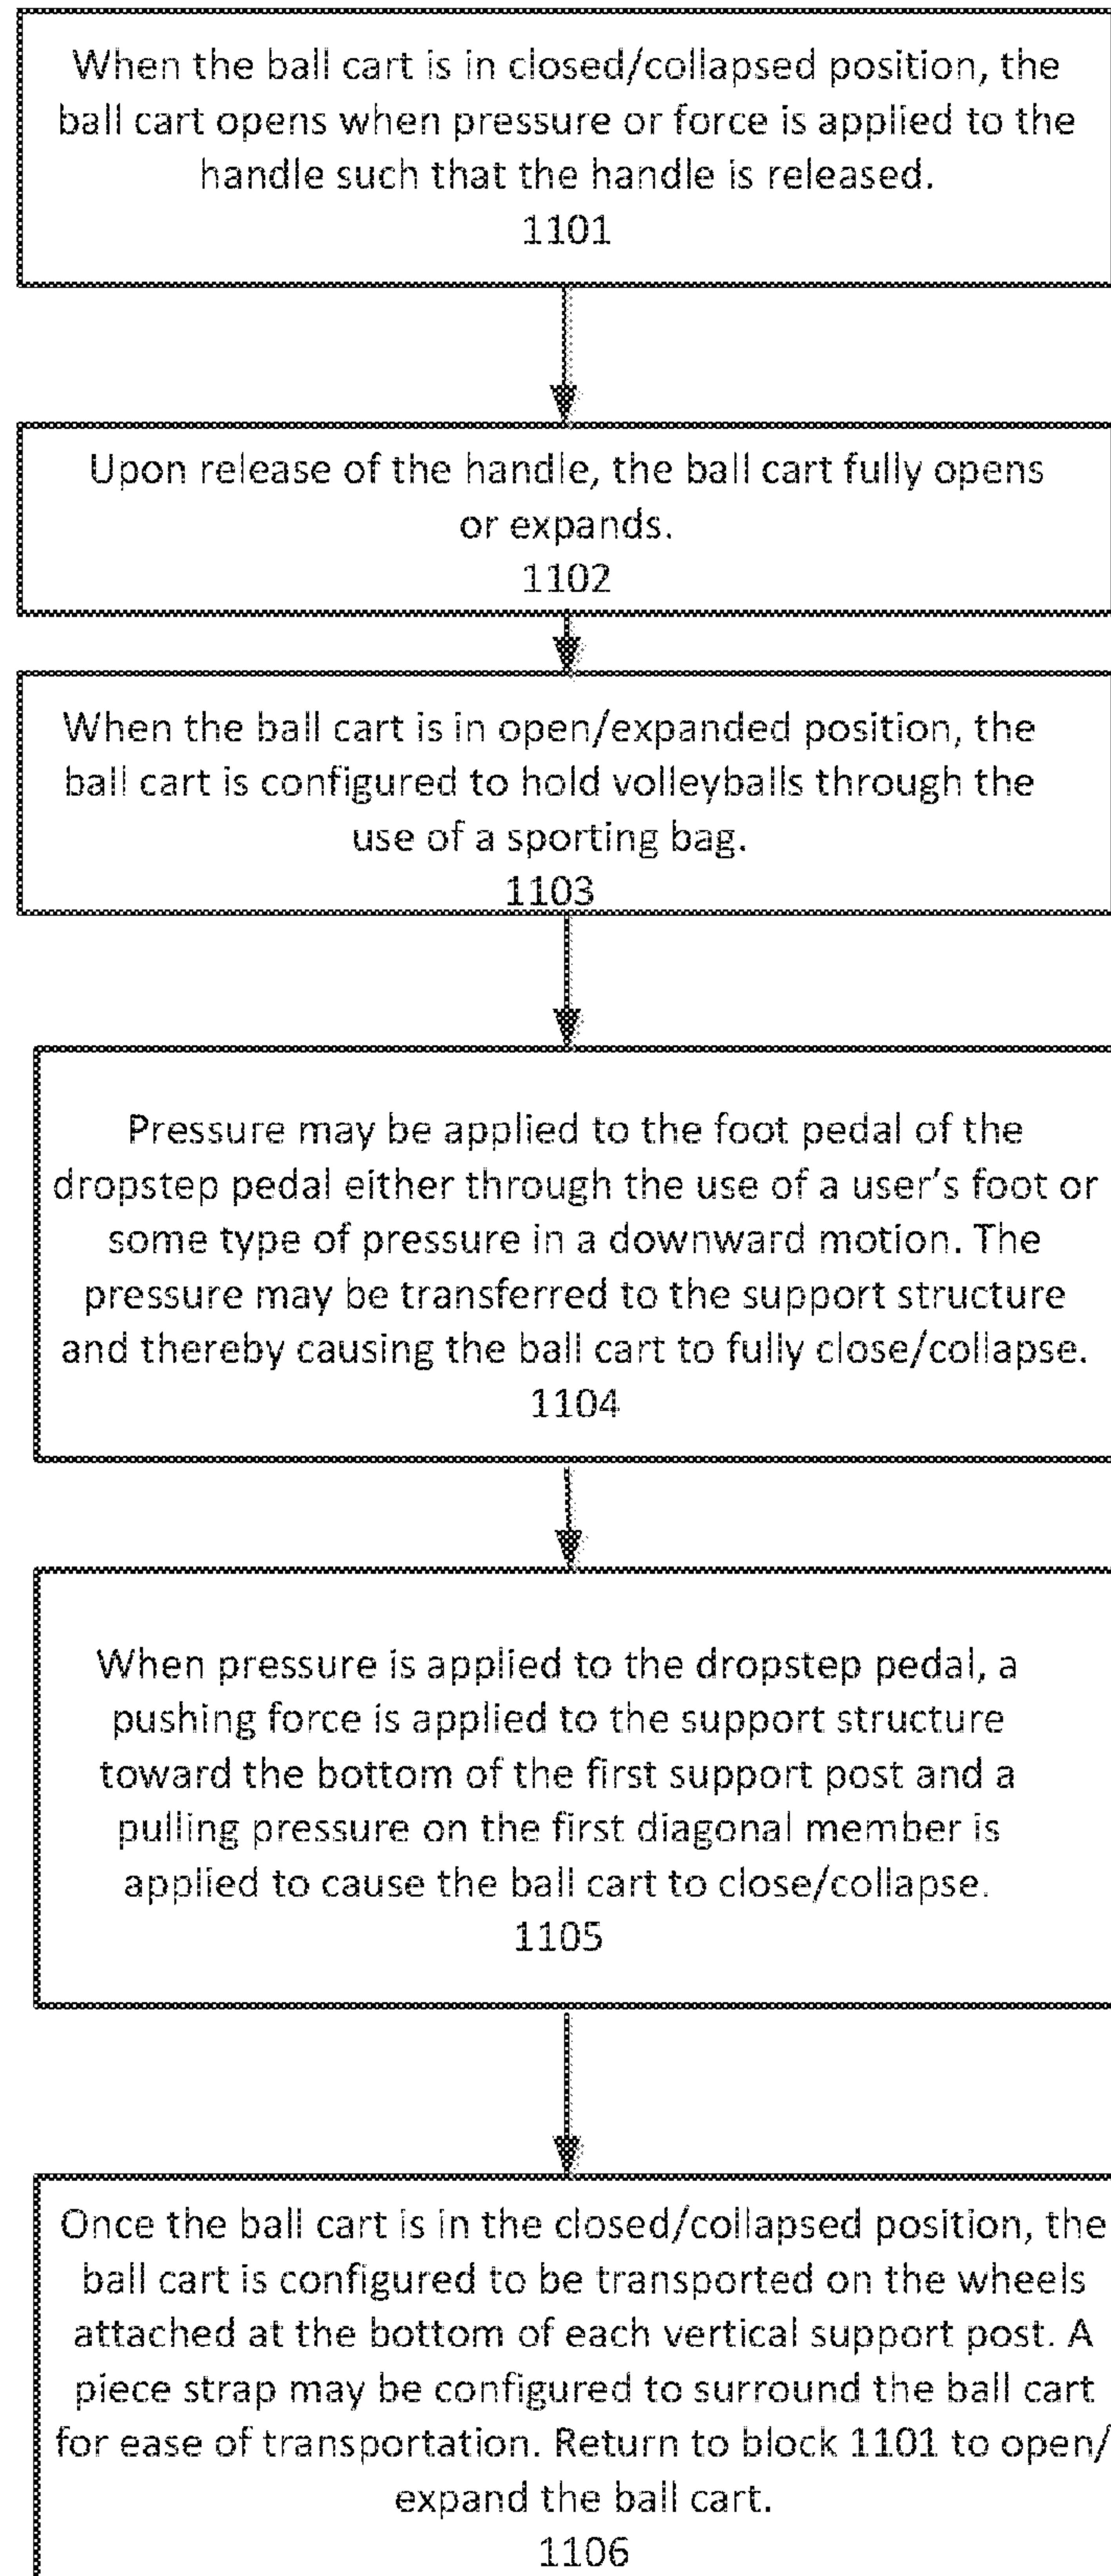 When the ball cart is in closed/collapsed position, the
ball cart opens when pressure or force is applied to the
handle such that the handle is released.
1101
Upon release of the handle, the ball cart fully opens
or expands.
1102
When the ball cart is in open/expanded position, the
ball cart is configured to hold volleyballs through the
use of a sporting bag.
1103
Pressure may be applied to the foot pedal of the
dropstep pedal either through the use of a user's foot or
some type of pressure in a downward motion. The
pressure may be transferred to the support structure
and thereby causing the ball cart to fully close/collapse.
1104
When pressure is applied to the dropstep pedal, a
pushing force is applied to the support structure
toward the bottom of the first support post and a
pulling pressure on the first diagonal member is
applied to cause the ball cart to close/collapse.
1105
Once the ball cart is in the closed/collapsed position, the
ball cart is configured to be transported on the wheels
attached at the bottom of each vertical support post. A
piece strap may be configured to surround the ball cart
for ease of transportation. Return to block 1101 to open/
expand the ball cart.
1106